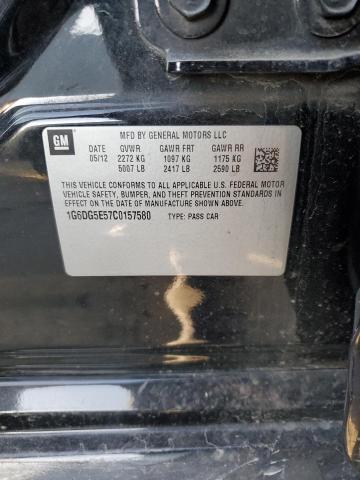 GM
MFD BY GENERAL MOTORS LLC
DATE GVWR GAWR FRT GAWR RR
05/12 2272 KG 1097 KG 1175 KG
5007 LB 2417 LB 2590 LB
THIS VEHICLE CONFORMS TO ALL APPLICABLE U.S. FEDERAL MOTOR
VEHICLE SAFETY, BUMPER, AND THEFT PREVENTION STANDARDS IN
EFFECT ON THE DATE OF MANUFACTURE SHOWN ABOVE.
1G6DG5E57C0157580 TYPE: PASS CAR